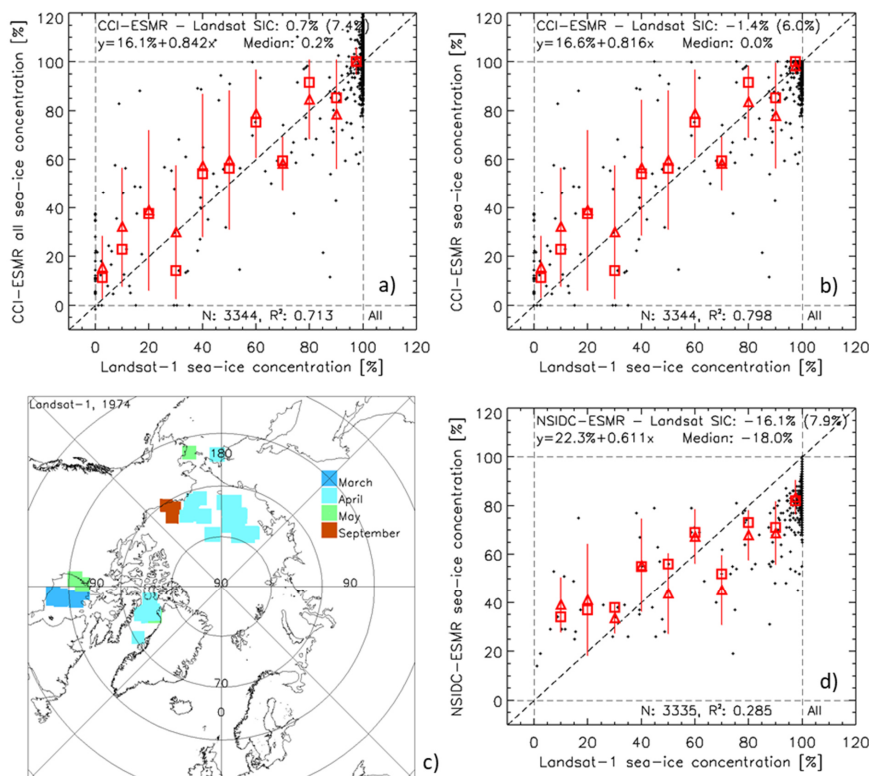 CCI-ESMR - Landsat SIC: 0.7% (7.4%)
y=16.1%+0.842x Median: 0.2%
CCI-ESMR all sea-ice concentration [%]
120
100
80
60
40
20
0
a)
N: 3344, R²: 0.713 All
0 20 40 60 80 100 120
Landsat-1 sea-ice concentration [%]
CCI-ESMR - Landsat SIC: -1.4% (6.0%)
y=16.6%+0.816x Median: 0.0%
CCI-ESMR sea-ice concentration [%]
120
100
80
60
40
20
0
b)
N: 3344, R²: 0.798 All
0 20 40 60 80 100 120
Landsat-1 sea-ice concentration [%]
Landsat-1, 1974
180
March
April
May
September
-90 90 90
70
0
c)
NSIDC-ESMR - Landsat SIC: -16.1% (7.9%)
y=22.3%+0.611x Median: -18.0%
NSIDC-ESMR sea-ice concentration [%]
120
100
80
60
40
20
0
d)
N: 3335, R²: 0.285 All
0 20 40 60 80 100 120
Landsat-1 sea-ice concentration [%]